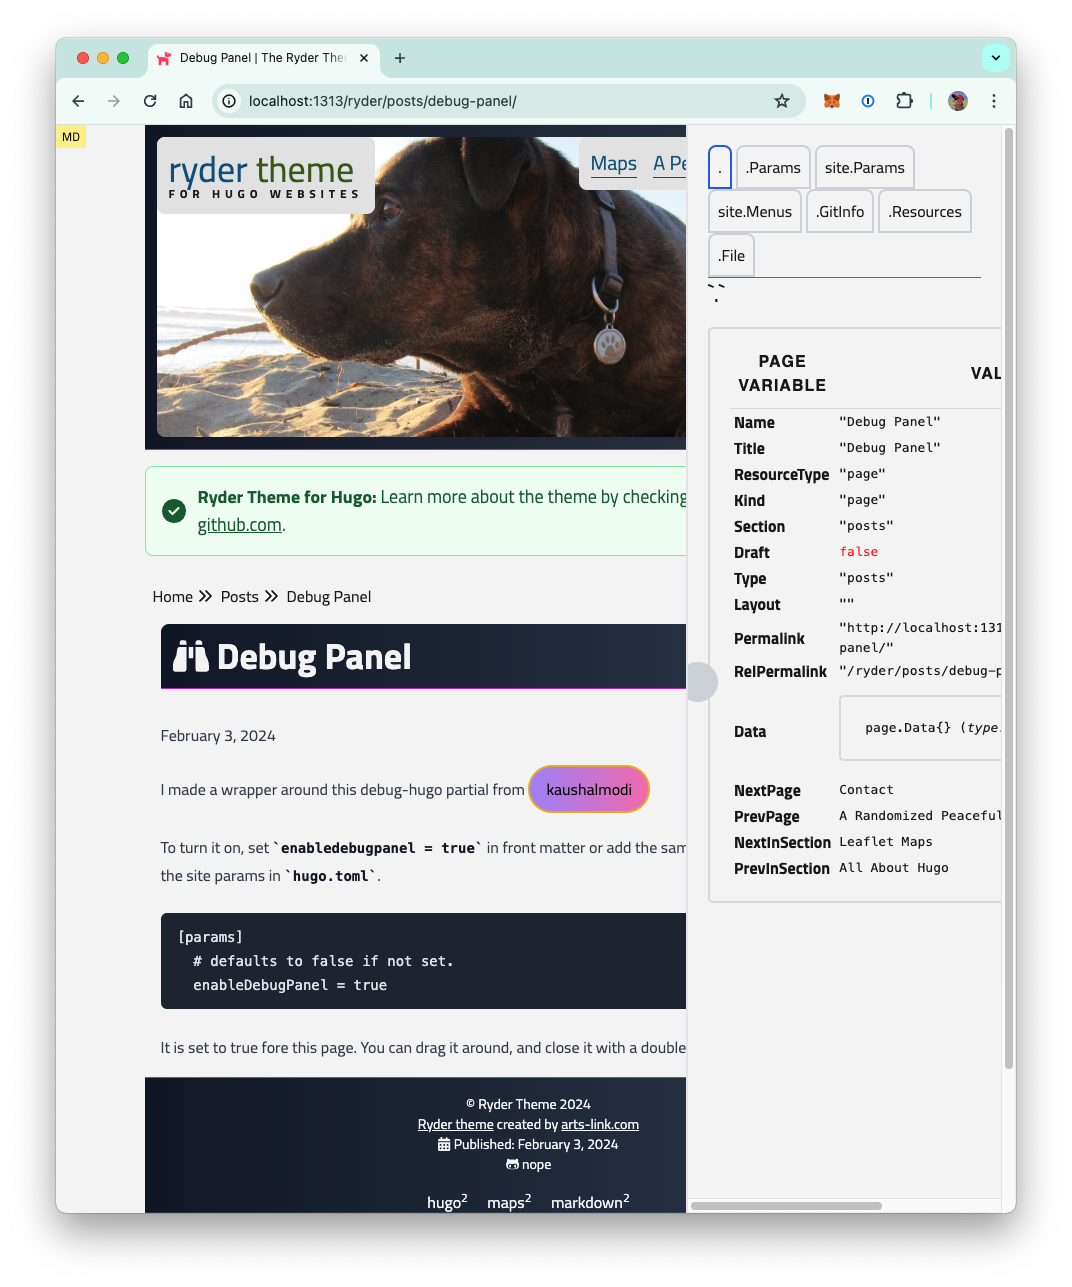 Debug Panel | The Ryder The
localhost:1313/ryder/posts/debug-panel/
MD
ryder theme
FOR HUGO WEBSITES
Maps A Pe
Ryder Theme for Hugo: Learn more about the theme by checking
github.com.
Home Posts Debug Panel
Debug Panel
February 3, 2024
I made a wrapper around this debug-hugo partial from kaushalmodi
To turn it on, set `enabledebugpanel = true` in front matter or add the sam
the site params in `hugo.toml`.
[params]
# defaults to false if not set.
enableDebugPanel = true
It is set to true fore this page. You can drag it around, and close it with a double
© Ryder Theme 2024
Ryder theme created by arts-link.com
Published: February 3, 2024
nope
hugo2 maps2 markdown2
. .Params site.Params
site.Menus .GitInfo .Resources
.File
``
.
PAGE
VARIABLE VAL
Name "Debug Panel"
Title "Debug Panel"
ResourceType "page"
Kind "page"
Section "posts"
Draft false
Type "posts"
Layout ""
Permalink "http://localhost:131
panel/"
RelPermalink "/ryder/posts/debug-p
Data page.Data{} (type.
NextPage Contact
PrevPage A Randomized Peaceful
NextInSection Leaflet Maps
PrevInSection All About Hugo